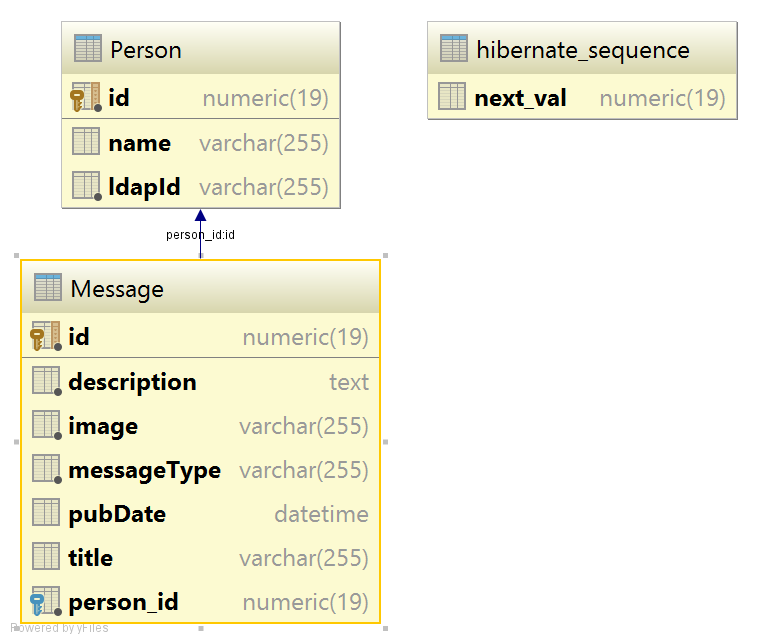 Person
id numeric(19)
name varchar(255)
ldapId varchar(255)
hibernate_sequence
next_val numeric(19)
person_id:id
Message
id numeric(19)
description text
image varchar(255)
messageType varchar(255)
pubDate datetime
title varchar(255)
person_id numeric(19)
Powered by yFiles